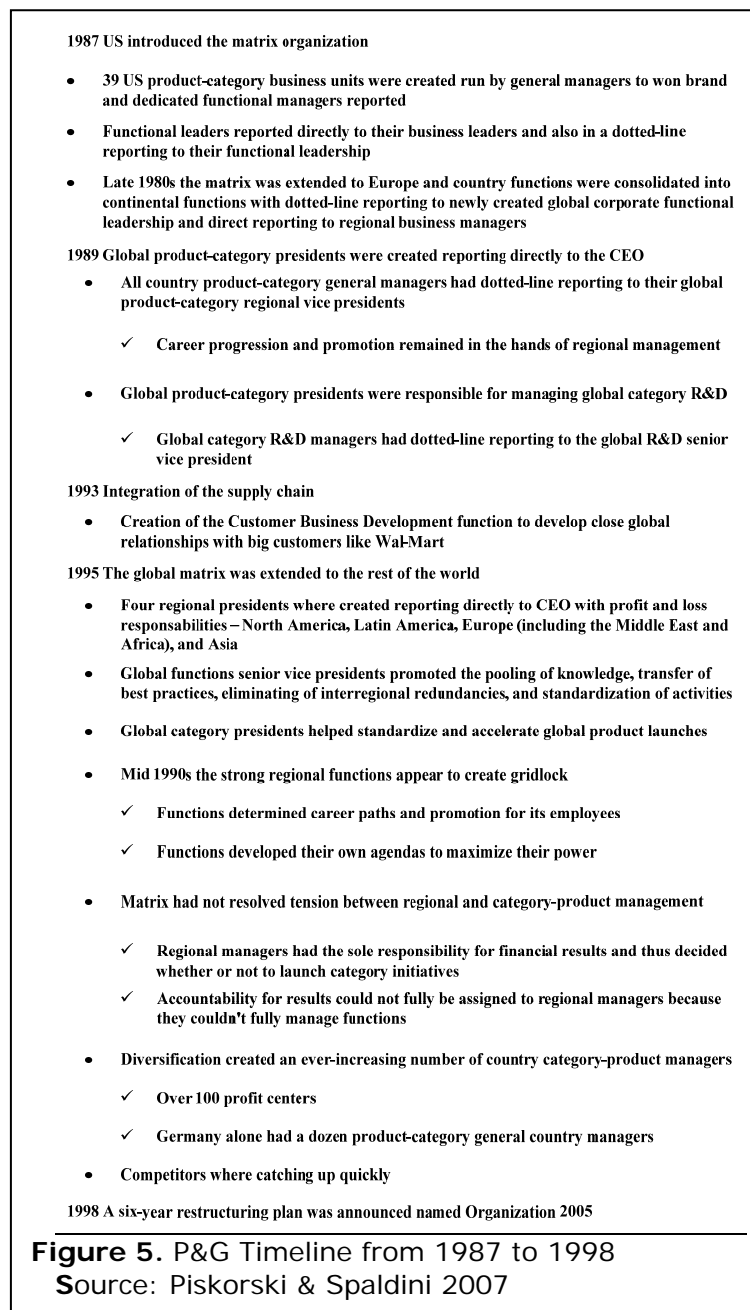 1987 US introduced the matrix organization
• 39 US product-category business units were created run by general managers to won brand
and dedicated functional managers reported
• Functional leaders reported directly to their business leaders and also in a dotted-line
reporting to their functional leadership
• Late 1980s the matrix was extended to Europe and country functions were consolidated into
continental functions with dotted-line reporting to newly created global corporate functional
leadership and direct reporting to regional business managers
1989 Global product-category presidents were created reporting directly to the CEO
• All country product-category general managers had dotted-line reporting to their global
product-category regional vice presidents
✓ Career progression and promotion remained in the hands of regional management
• Global product-category presidents were responsible for managing global category R&D
✓ Global category R&D managers had dotted-line reporting to the global R&D senior
vice president
1993 Integration of the supply chain
• Creation of the Customer Business Development function to develop close global
relationships with big customers like Wal-Mart
1995 The global matrix was extended to the rest of the world
• Four regional presidents where created reporting directly to CEO with profit and loss
responsabilities – North America, Latin America, Europe (including the Middle East and
Africa), and Asia
• Global functions senior vice presidents promoted the pooling of knowledge, transfer of
best practices, eliminating of interregional redundancies, and standardization of activities
• Global category presidents helped standardize and accelerate global product launches
• Mid 1990s the strong regional functions appear to create gridlock
✓ Functions determined career paths and promotion for its employees
✓ Functions developed their own agendas to maximize their power
• Matrix had not resolved tension between regional and category-product management
✓ Regional managers had the sole responsibility for financial results and thus decided
whether or not to launch category initiatives
✓ Accountability for results could not fully be assigned to regional managers because
they couldn't fully manage functions
• Diversification created an ever-increasing number of country category-product managers
✓ Over 100 profit centers
✓ Germany alone had a dozen product-category general country managers
• Competitors where catching up quickly
1998 A six-year restructuring plan was announced named Organization 2005
Figure 5. P&G Timeline from 1987 to 1998
Source: Piskorski & Spaldini 2007